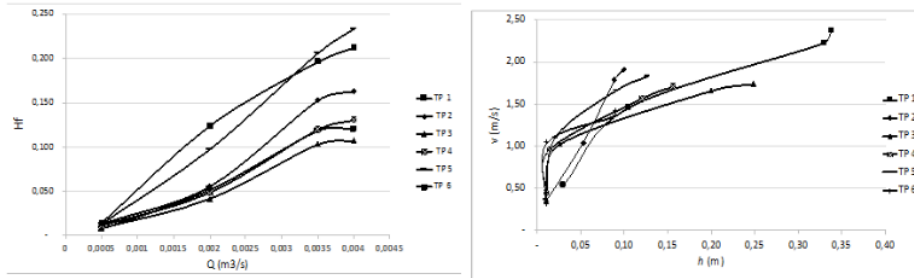 0,250
0,200
0,150
0,100
0,050
-
Hf
0
0,0005
0,001
0,0015
0,002
0,0025
0,003
0,0035
0,004
0,0045
Q (m3/s)
TP 1
TP 2
TP 3
TP 4
TP 5
TP 6
2,50
2,00
1,50
1,00
0,50
-
v (m/s)
-
0,05
0,10
0,15
0,20
0,25
0,30
0,35
0,40
h (m)
TP 1
TP 2
TP 3
TP 4
TP 5
TP 6